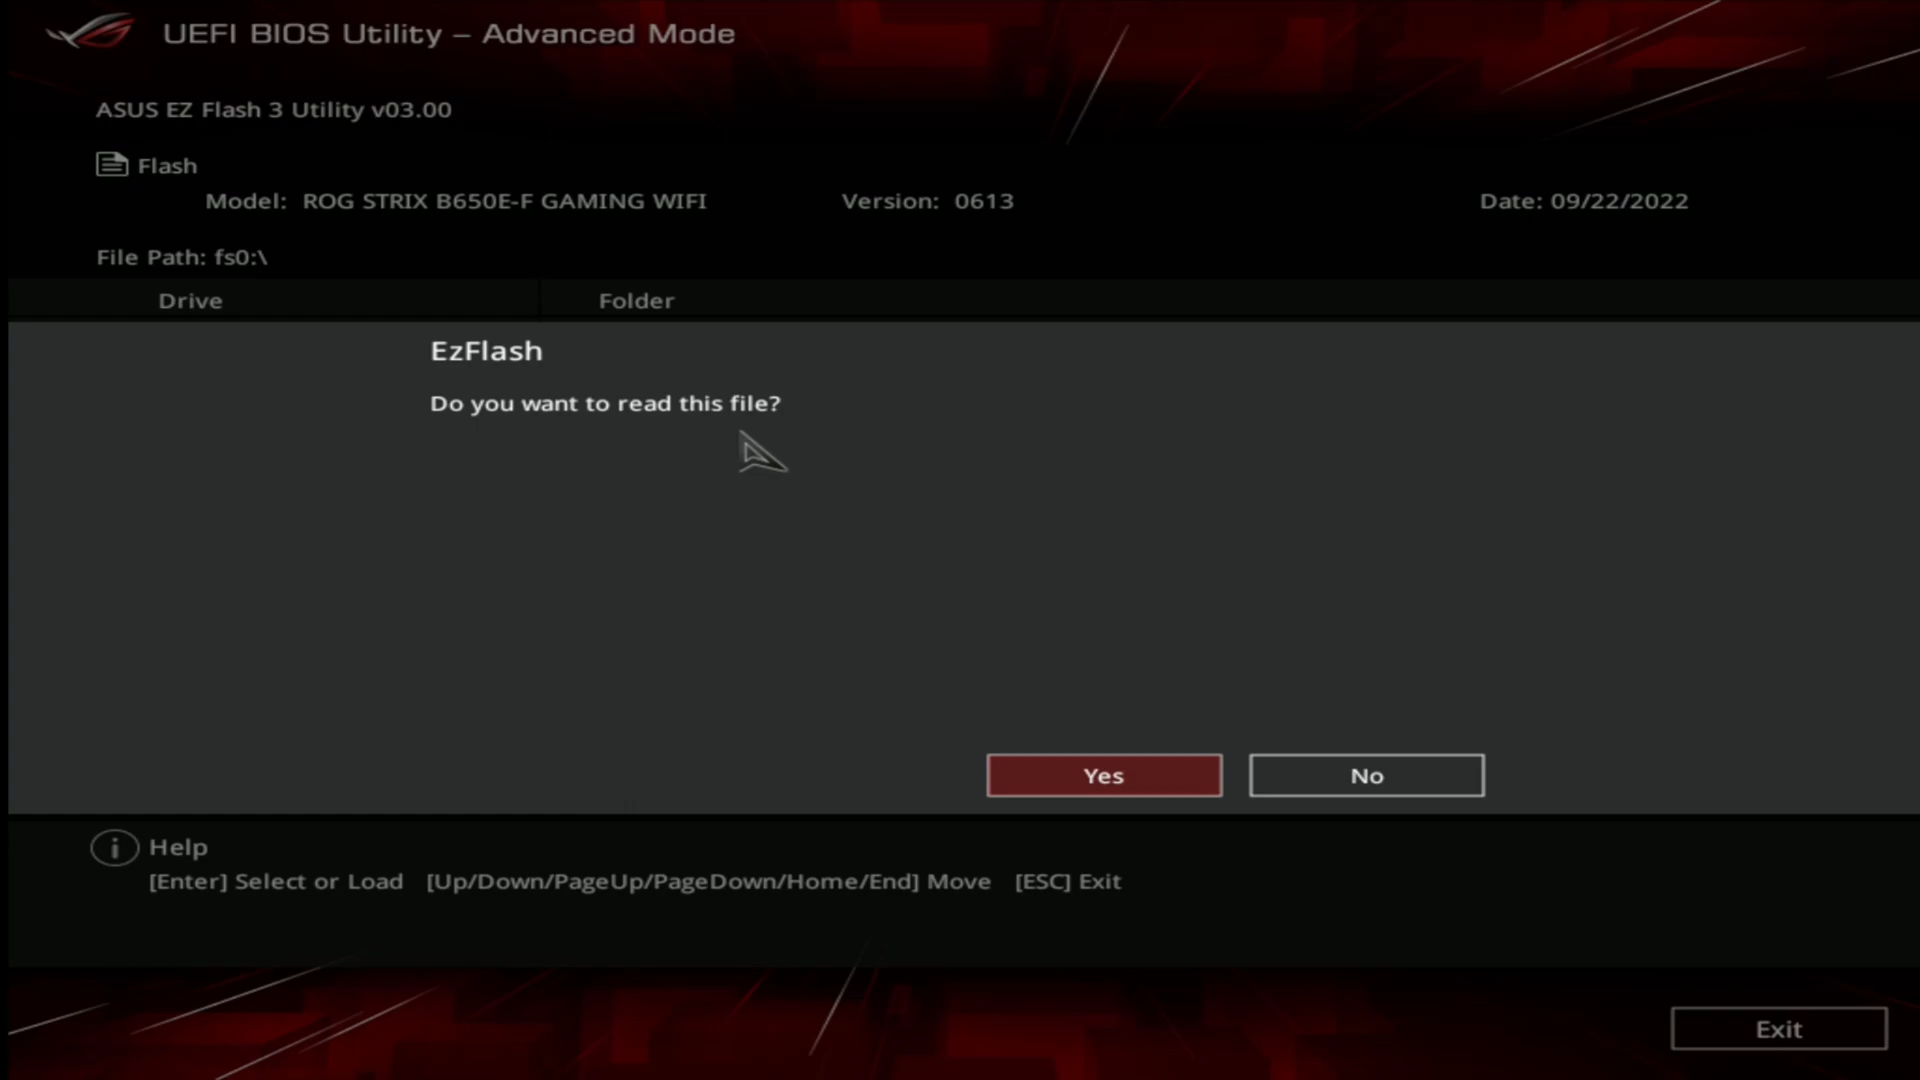 UEFI BIOS Utility – Advanced Mode
ASUS EZ Flash 3 Utility v03.00
Flash
Model: ROG STRIX B650E-F GAMING WIFI Version: 0613 Date: 09/22/2022
File Path: fs0:\
Drive Folder
EzFlash
Do you want to read this file?
Yes No
Help
[Enter] Select or Load [Up/Down/PageUp/PageDown/Home/End] Move [ESC] Exit
Exit